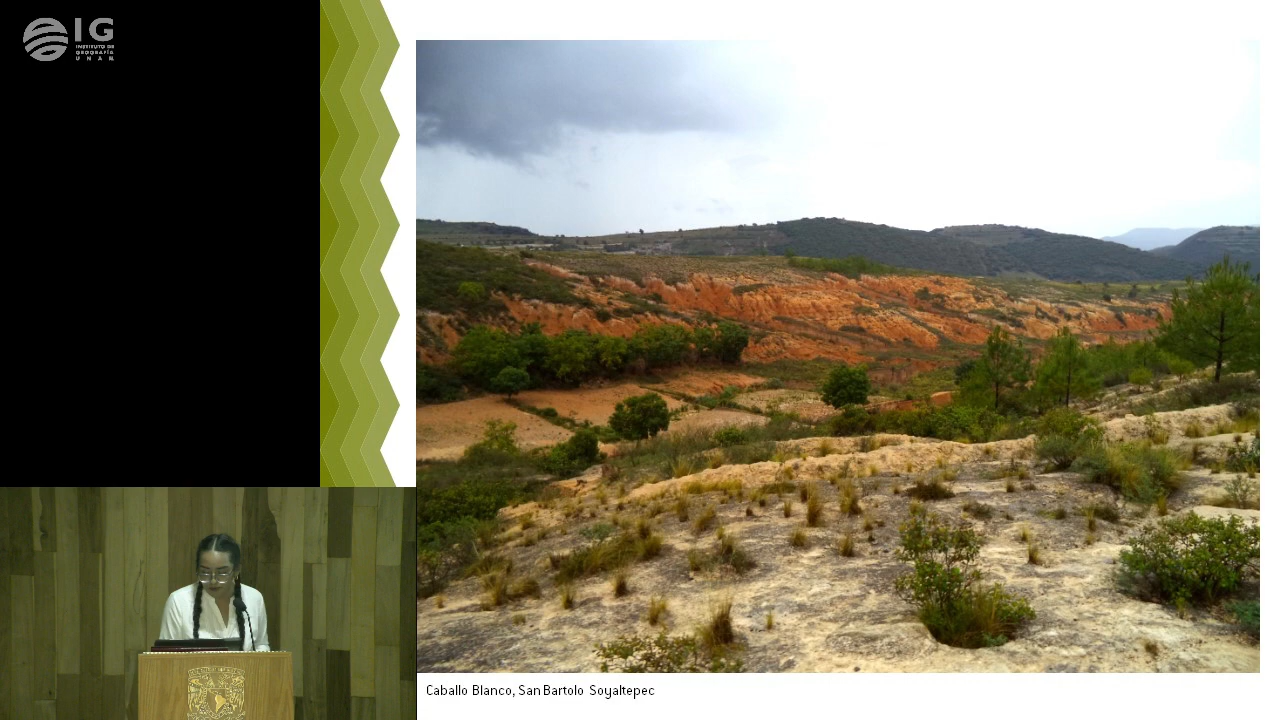 IG
INSTITUTO DE
GEOGRAFÍA
UNAM
Caballo Blanco, San Bartolo Soyaltepec